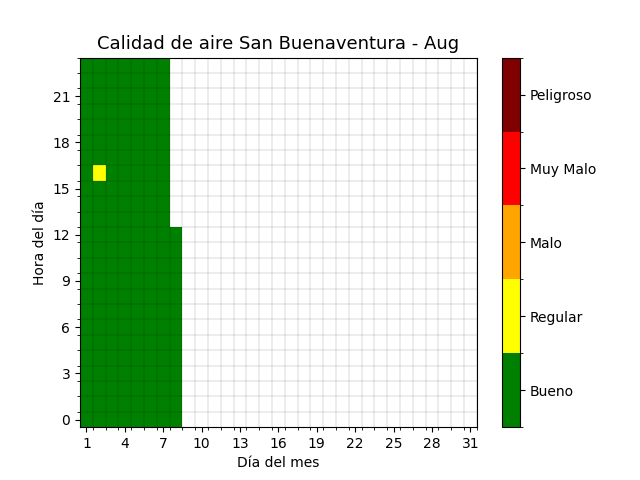 Calidad de aire San Buenaventura - Aug
Hora del día
21
18
15
12
9
6
3
0
1 4 7 10 13 16 19 22 25 28 31
Día del mes
Peligroso
Muy Malo
Malo
Regular
Bueno